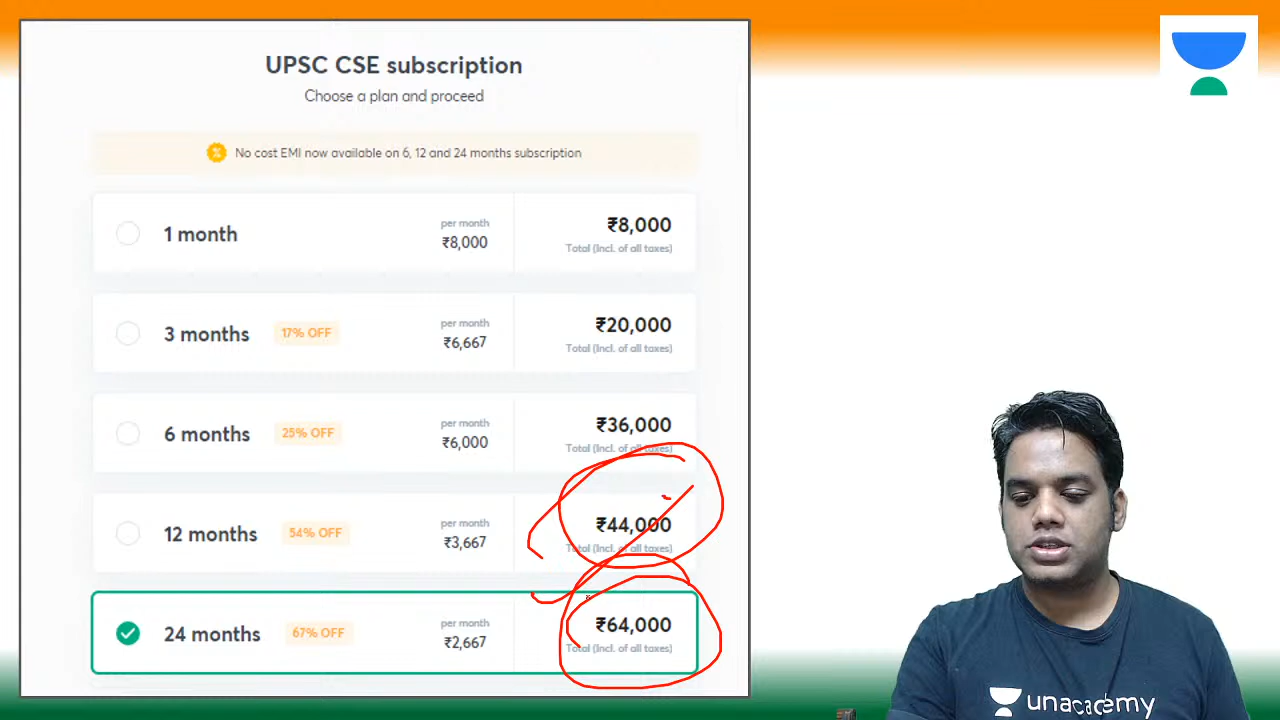 UPSC CSE subscription
Choose a plan and proceed
No cost EMI now available on 6, 12 and 24 months subscription
1 month
per month
₹8,000
₹8,000
Total (Incl. of all taxes)
3 months
17% OFF
per month
₹6,667
₹20,000
Total (Incl. of all taxes)
6 months
25% OFF
per month
₹6,000
₹36,000
Total (Incl. of all taxes)
12 months
54% OFF
per month
₹3,667
₹44,000
Total (Incl. of all taxes)
24 months
67% OFF
per month
₹2,667
₹64,000
Total (Incl. of all taxes)
unacademy